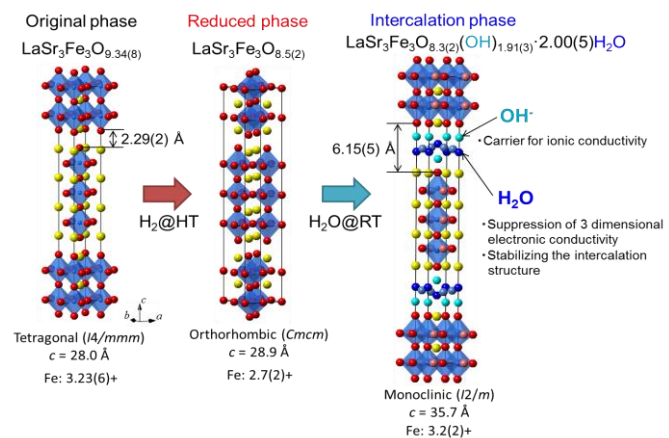 Original phase
LaSr₃Fe₃O₉.₃₄₍₈₎
2.29(2) Å
c
b
a
Tetragonal (I4/mmm)
c = 28.0 Å
Fe: 3.23(6)+
H₂@HT
Reduced phase
LaSr₃Fe₃O₈.₅₍₂₎
Orthorhombic (Cmcm)
c = 28.9 Å
Fe: 2.7(2)+
H₂O@RT
Intercalation phase
LaSr₃Fe₃O₈.₃₍₂₎(OH)₁.₉₁₍₃₎·2.00(5)H₂O
6.15(5) Å
OH⁻
・Carrier for ionic conductivity
H₂O
・Suppression of 3 dimensional
electronic conductivity
・Stabilizing the intercalation
structure
Monoclinic (I2/m)
c = 35.7 Å
Fe: 3.2(2)+